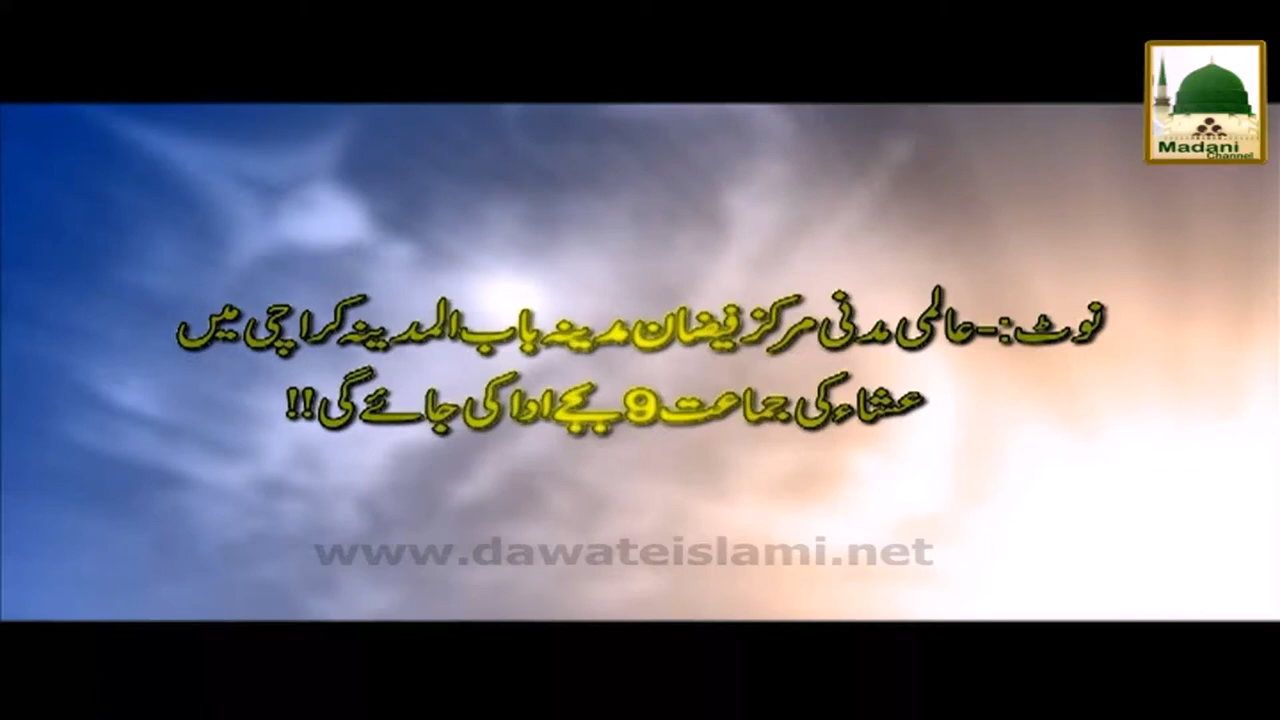 Madani
Channel
نوٹ:-عالمی مدنی مرکز فیضان مدینہ باب المدینہ کراچی میں
عشاء کی جماعت 9 بجے ادا کی جائے گی!!
www.dawateislami.net